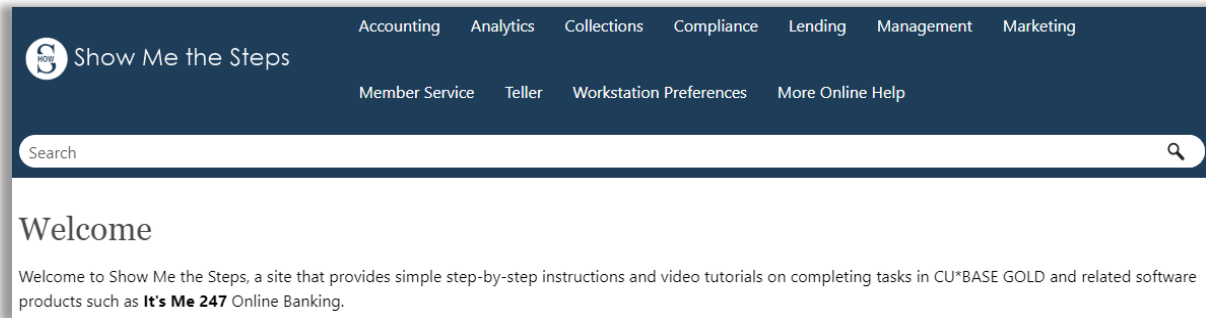 Accounting Analytics Collections Compliance Lending Management Marketing
S HOW Show Me the Steps
Member Service Teller Workstation Preferences More Online Help
Search
Welcome
Welcome to Show Me the Steps, a site that provides simple step-by-step instructions and video tutorials on completing tasks in CU*BASE GOLD and related software
products such as It's Me 247 Online Banking.